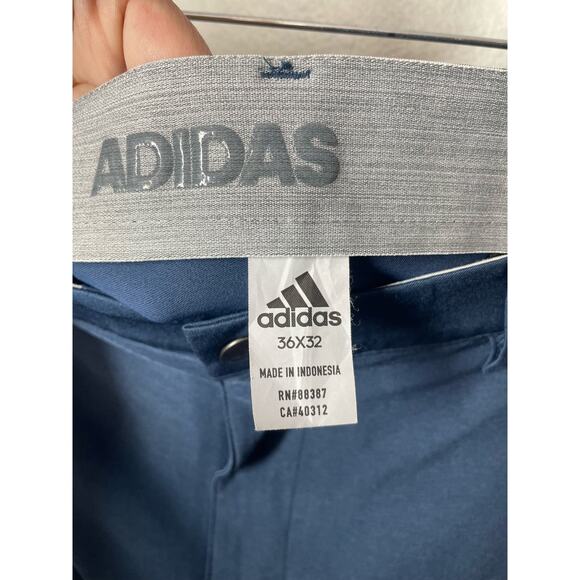 ADIDAS
adidas
36X32
MADE IN INDONESIA
RN#88387
CA#40312